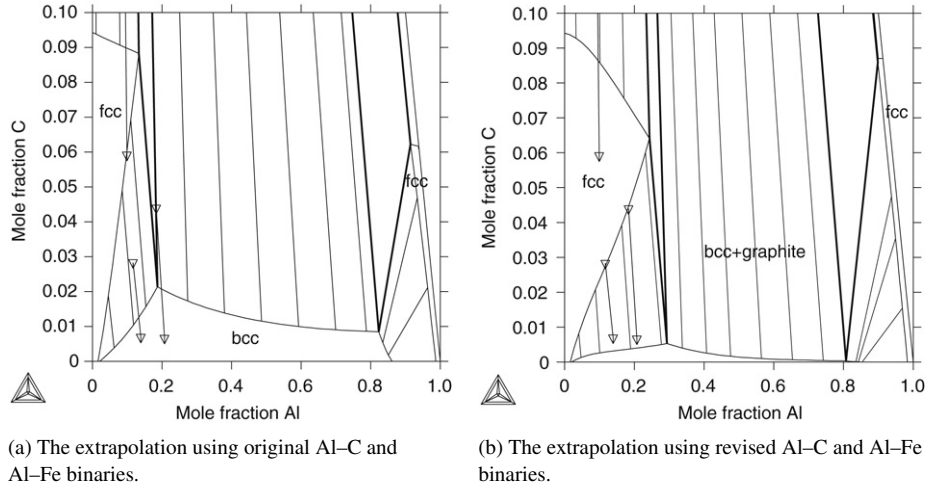 0.10
0.09
0.08
0.07
0.06
0.05
0.04
0.03
0.02
0.01
0
Mole fraction C
fcc
fcc
bcc
0
0.2
0.4
0.6
0.8
1.0
Mole fraction Al
(a) The extrapolation using original Al–C and
Al–Fe binaries.
0.10
0.09
0.08
0.07
0.06
0.05
0.04
0.03
0.02
0.01
0
Mole fraction C
fcc
fcc
bcc+graphite
0
0.2
0.4
0.6
0.8
1.0
Mole fraction Al
(b) The extrapolation using revised Al–C and Al–Fe
binaries.